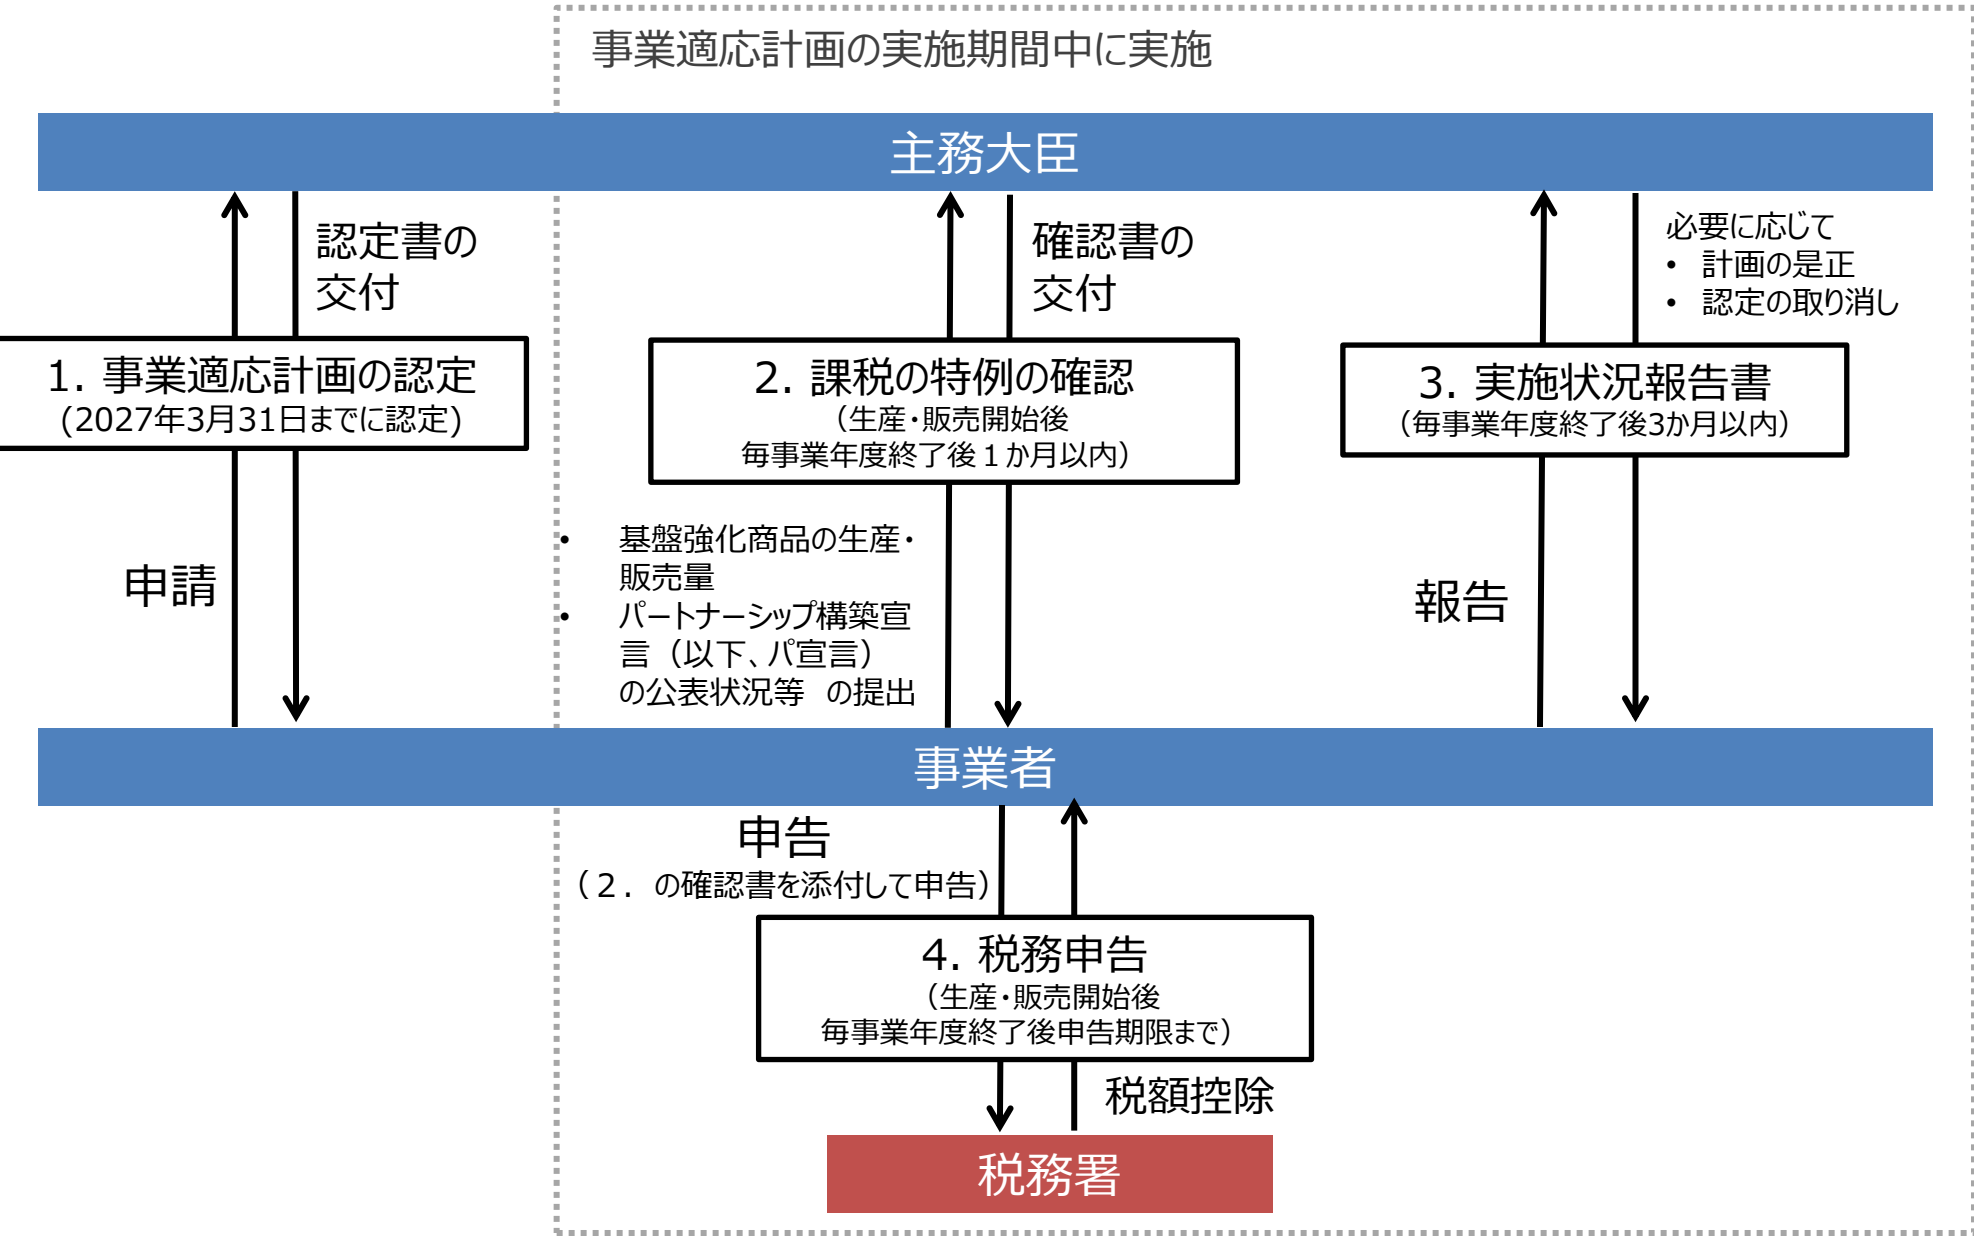 事業適応計画の実施期間中に実施
主務大臣
認定書の
交付
確認書の
交付
必要に応じて
• 計画の是正
• 認定の取り消し
1. 事業適応計画の認定
(2027年3月31日までに認定)
2. 課税の特例の確認
（生産・販売開始後
毎事業年度終了後１か月以内）
3. 実施状況報告書
（毎事業年度終了後3か月以内）
申請
• 基盤強化商品の生産・
販売量
• パートナーシップ構築宣
言（以下、パ宣言）
の公表状況等　の提出
報告
事業者
申告
（２．の確認書を添付して申告）
4. 税務申告
（生産・販売開始後
毎事業年度終了後申告期限まで）
税額控除
税務署